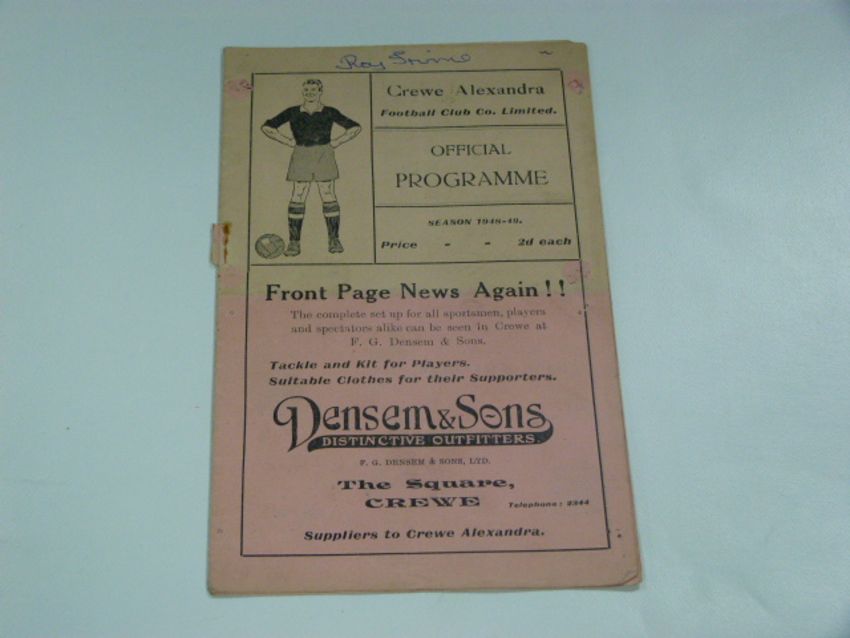 Roy
Crewe Alexandra
Football Club Co. Limited.
OFFICIAL
PROGRAMME
SEASON 1948-49.
Price - - 2d each
Front Page News Again!!
The complete set up for all sportsmen, players
and spectators alike can be seen in Crewe at
F. G. Densem & Sons.
Tackle and Kit for Players.
Suitable Clothes for their Supporters.
Densem & Sons
DISTINCTIVE OUTFITTERS.
F. G. DENSEM & SONS, LTD.
The Square,
CREWE Telephone: 2344
Suppliers to Crewe Alexandra.